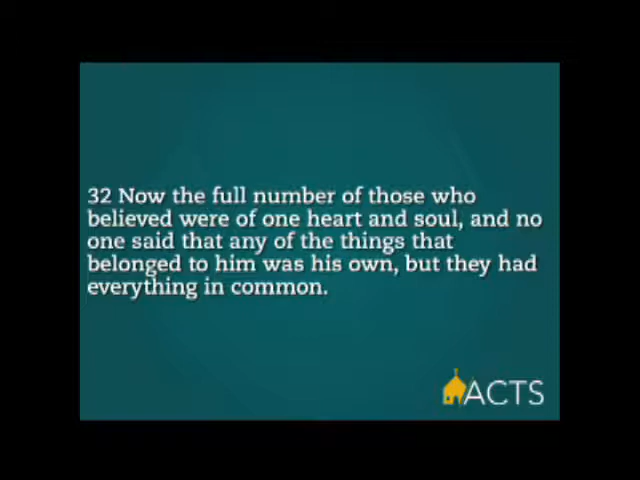 32 Now the full number of those who
believed were of one heart and soul, and no
one said that any of the things that
belonged to him was his own, but they had
everything in common.
ACTS